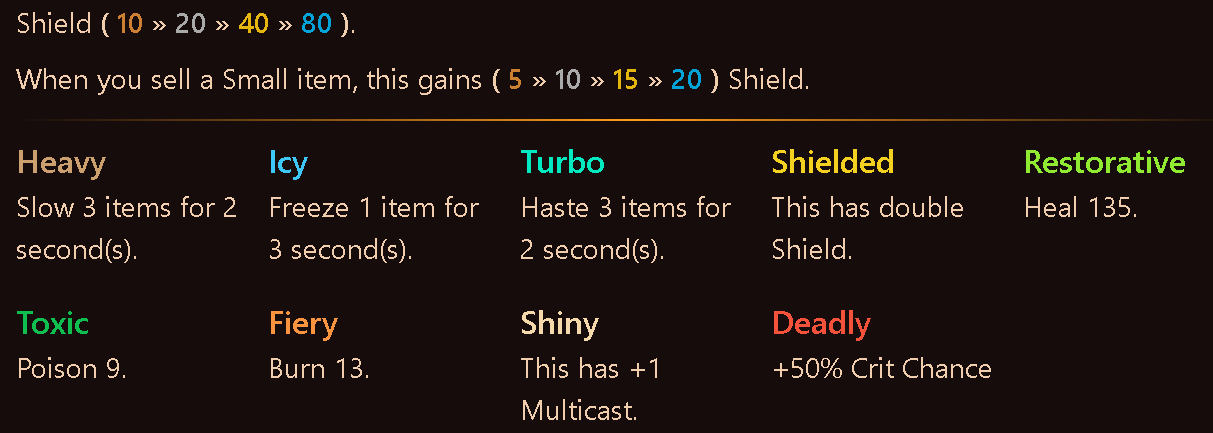 Shield ( 10 » 20 » 40 » 80 ).
When you sell a Small item, this gains ( 5 » 10 » 15 » 20 ) Shield.
Heavy
Slow 3 items for 2
second(s).
Icy
Freeze 1 item for
3 second(s).
Turbo
Haste 3 items for
2 second(s).
Shielded
This has double
Shield.
Restorative
Heal 135.
Toxic
Poison 9.
Fiery
Burn 13.
Shiny
This has +1
Multicast.
Deadly
+50% Crit Chance